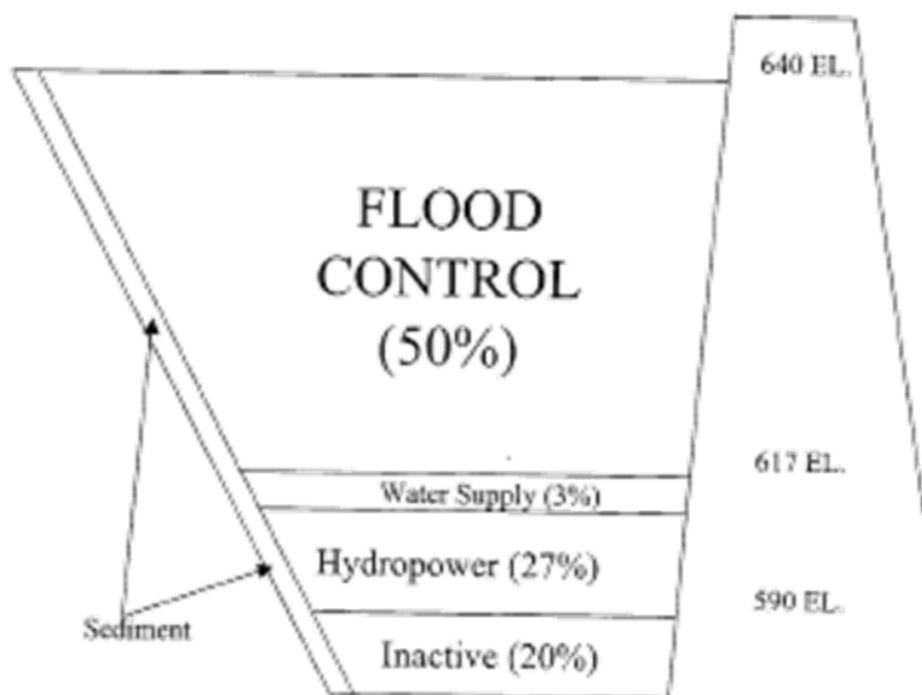 640 EL.
FLOOD
CONTROL
(50%)
617 EL.
Water Supply (3%)
Hydropower (27%)
590 EL.
Sediment
Inactive (20%)